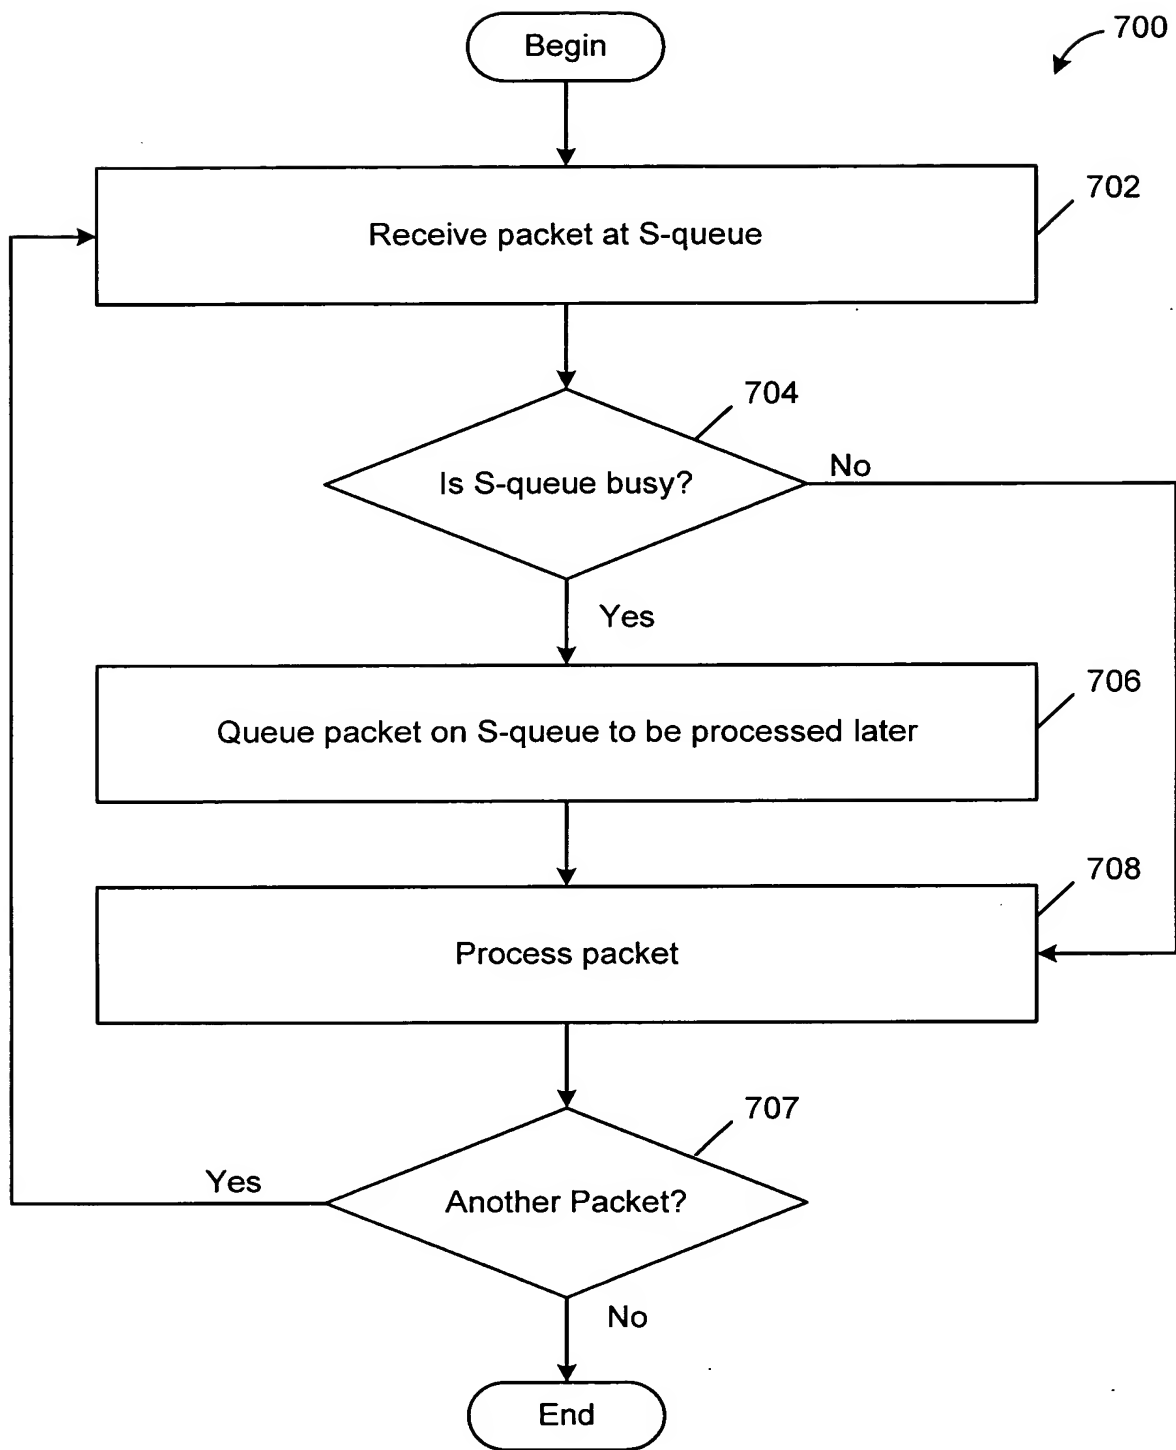 Begin
700
702
Receive packet at S-queue
704
Is S-queue busy?
No
Yes
706
Queue packet on S-queue to be processed later
708
Process packet
707
Yes
Another Packet?
No
End